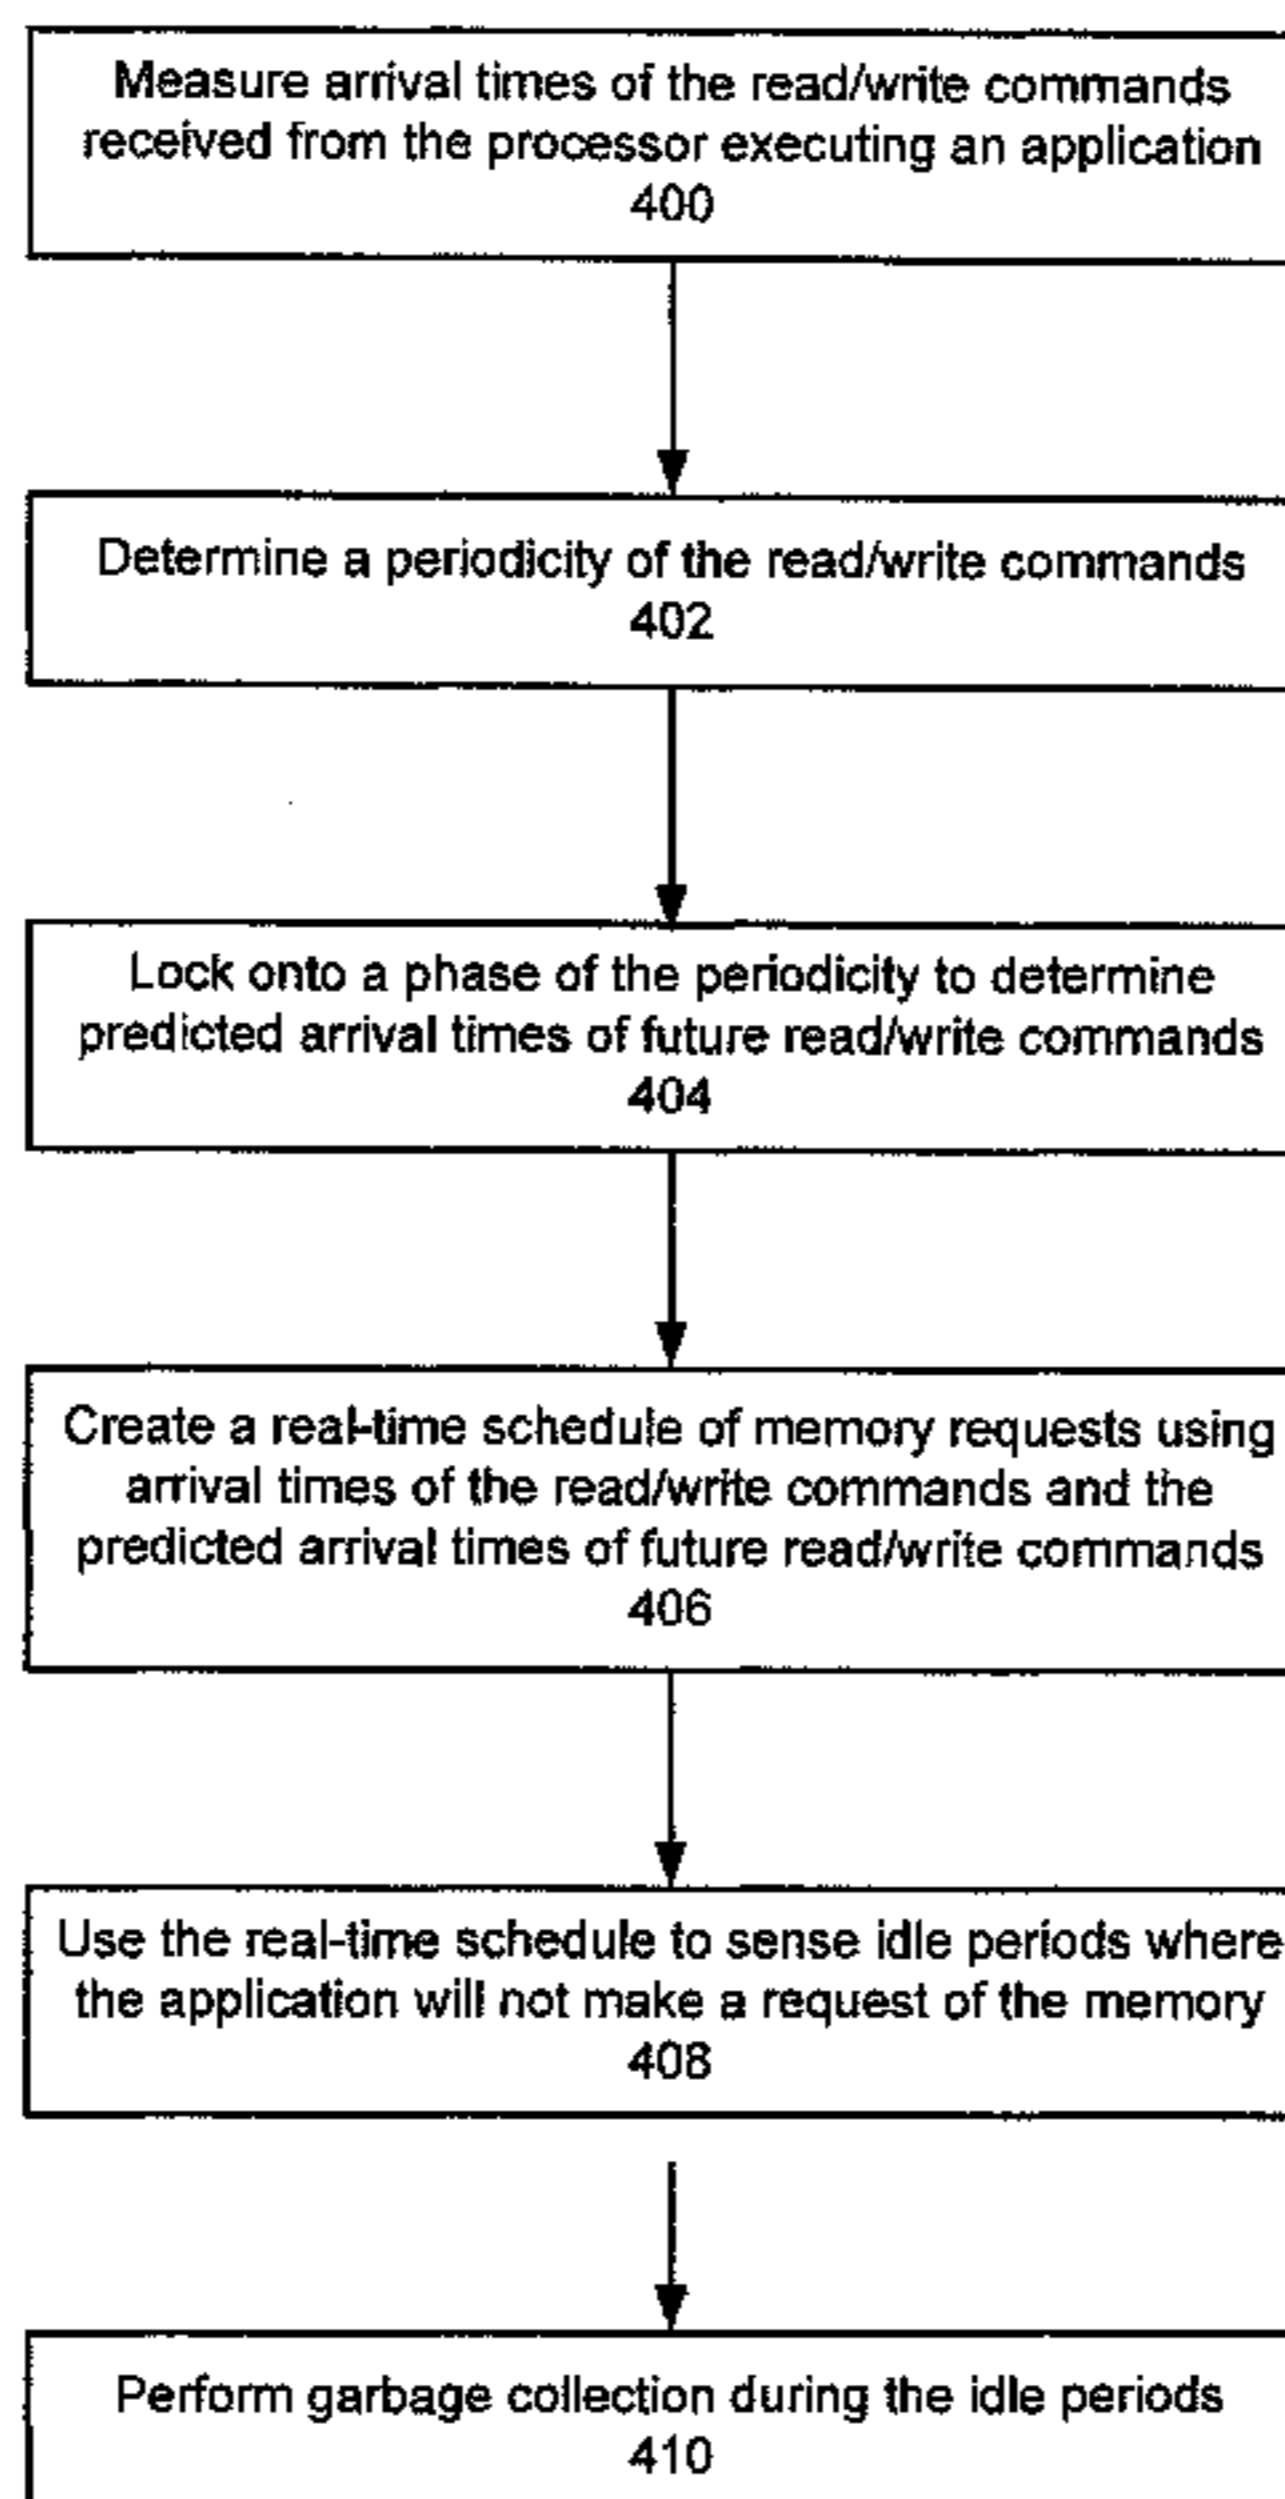 Measure arrival times of the read/write commands
received from the processor executing an application
400
Determine a periodicity of the read/write commands
402
Lock onto a phase of the periodicity to determine
predicted arrival times of future read/write commands
404
Create a real-time schedule of memory requests using
arrival times of the read/write commands and the
predicted arrival times of future read/write commands
406
Use the real-time schedule to sense idle periods where
the application will not make a request of the memory
408
Perform garbage collection during the idle periods
410